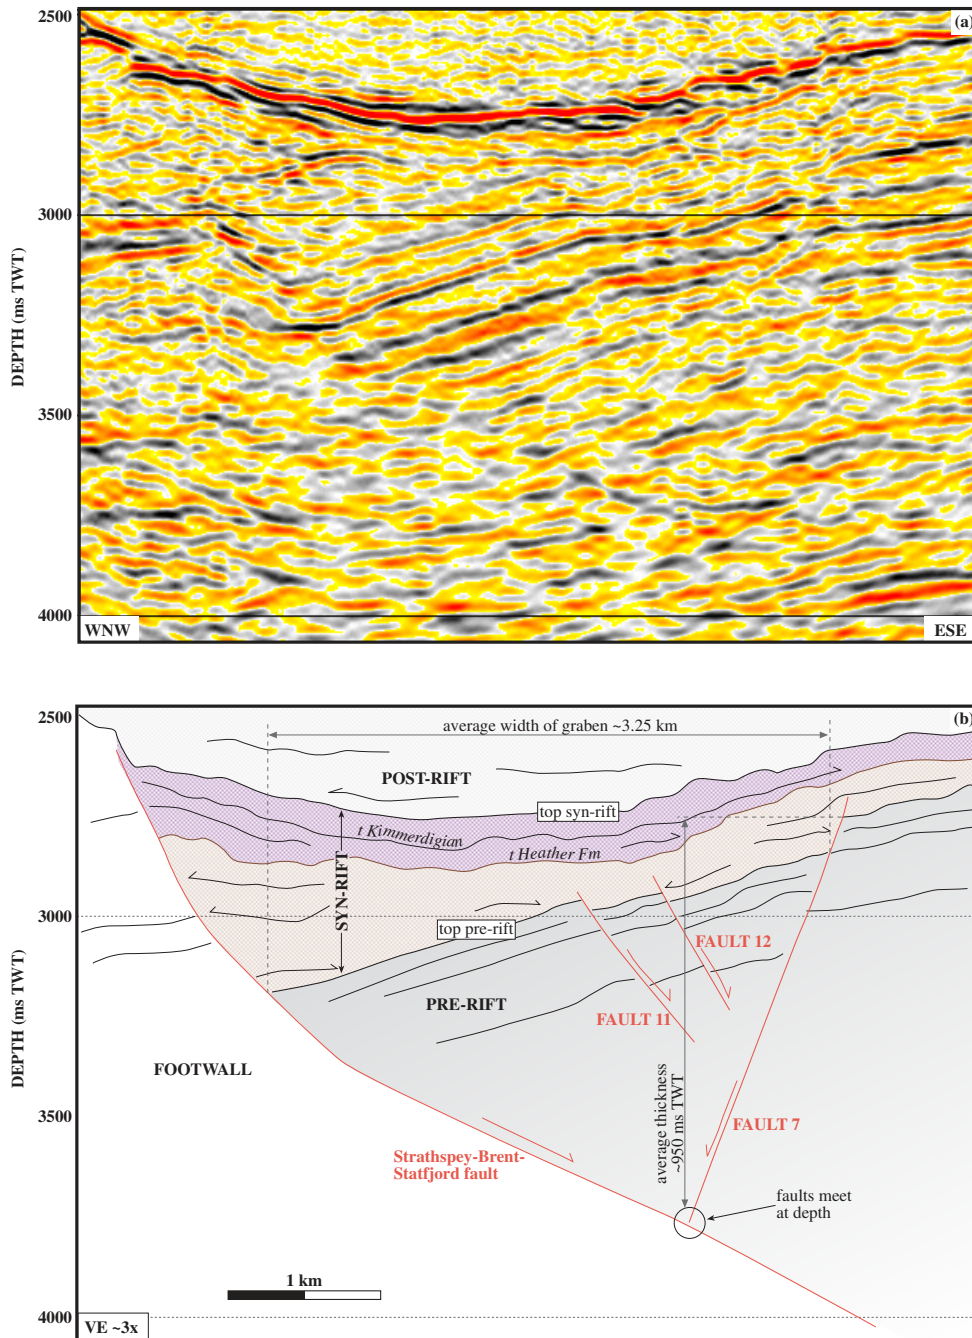 2500
(a)
3000
DEPTH (ms TWT)
3500
4000
WNW
ESE
2500
(b)
average width of graben ~3.25 km
POST-RIFT
top syn-rift
t Kimmerdigian
t Heather Fm
SYN-RIFT
3000
top pre-rift
FAULT 12
PRE-RIFT
FAULT 11
DEPTH (ms TWT)
FOOTWALL
average thickness
~950 ms TWT
3500
FAULT 7
Strathspey-Brent-
Statfjord fault
faults meet
at depth
1 km
4000
VE ~3x